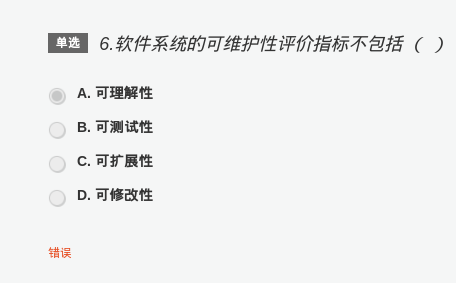 单选 6.软件系统的可维护性评价指标不包括（ ）
A. 可理解性
B. 可测试性
C. 可扩展性
D. 可修改性
错误